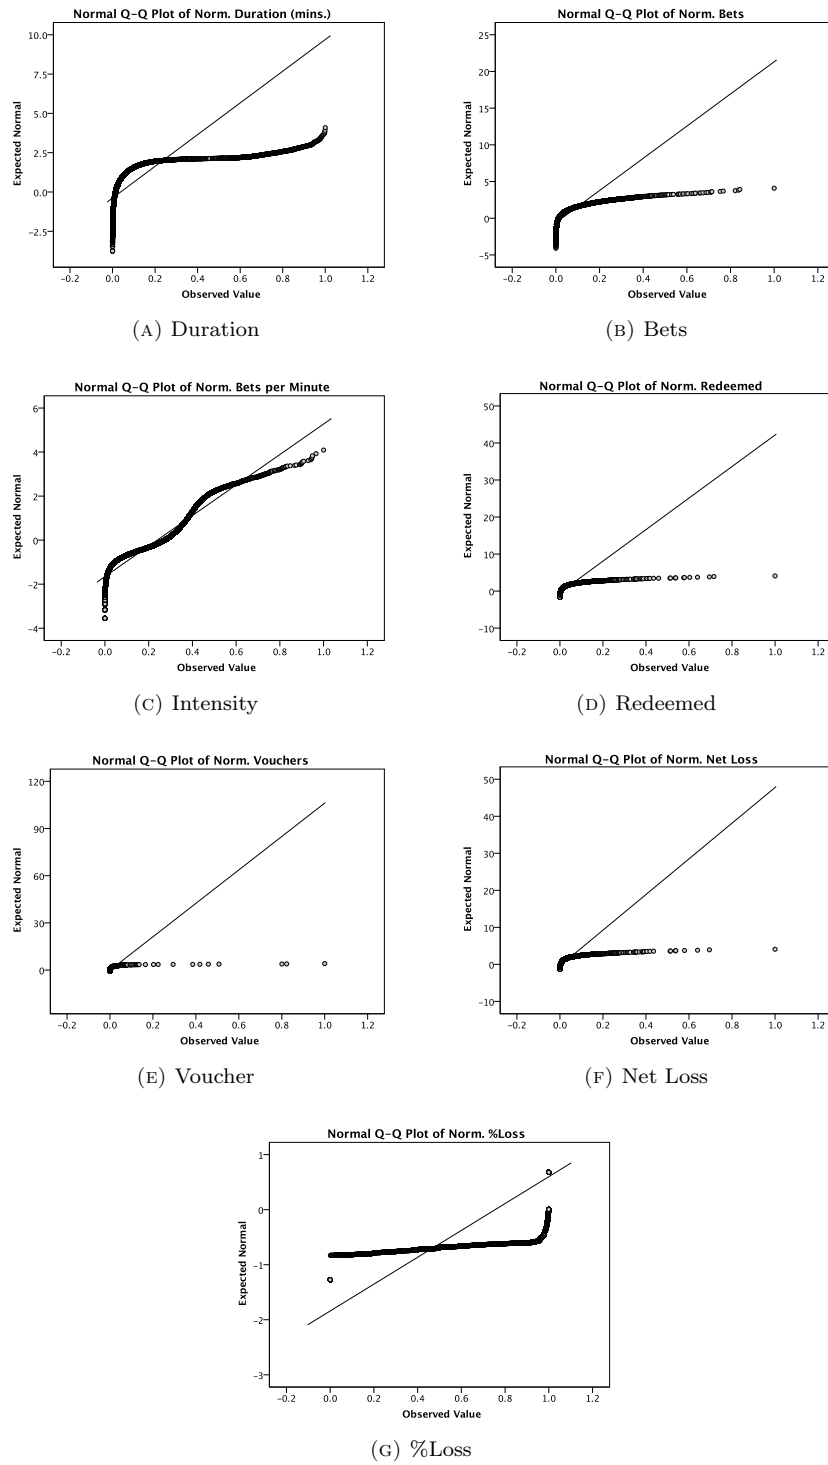 Normal Q-Q Plot of Norm. Duration (mins.)
Expected Normal
10.0
7.5
5.0
2.5
0.0
-2.5
-0.2 0.0 0.2 0.4 0.6 0.8 1.0 1.2
Observed Value
(A) Duration
Normal Q-Q Plot of Norm. Bets
Expected Normal
25
20
15
10
5
0
-5
-0.2 0.0 0.2 0.4 0.6 0.8 1.0 1.2
Observed Value
(B) Bets
Normal Q-Q Plot of Norm. Bets per Minute
Expected Normal
6
4
2
0
-2
-4
-0.2 0.0 0.2 0.4 0.6 0.8 1.0 1.2
Observed Value
(C) Intensity
Normal Q-Q Plot of Norm. Redeemed
Expected Normal
50
40
30
20
10
0
-10
-0.2 0.0 0.2 0.4 0.6 0.8 1.0 1.2
Observed Value
(D) Redeemed
Normal Q-Q Plot of Norm. Vouchers
Expected Normal
120
90
60
30
0
-0.2 0.0 0.2 0.4 0.6 0.8 1.0 1.2
Observed Value
(E) Voucher
Normal Q-Q Plot of Norm. Net Loss
Expected Normal
50
40
30
20
10
0
-10
-0.2 0.0 0.2 0.4 0.6 0.8 1.0 1.2
Observed Value
(F) Net Loss
Normal Q-Q Plot of Norm. %Loss
Expected Normal
1
0
-1
-2
-3
-0.2 0.0 0.2 0.4 0.6 0.8 1.0 1.2
Observed Value
(G) %Loss